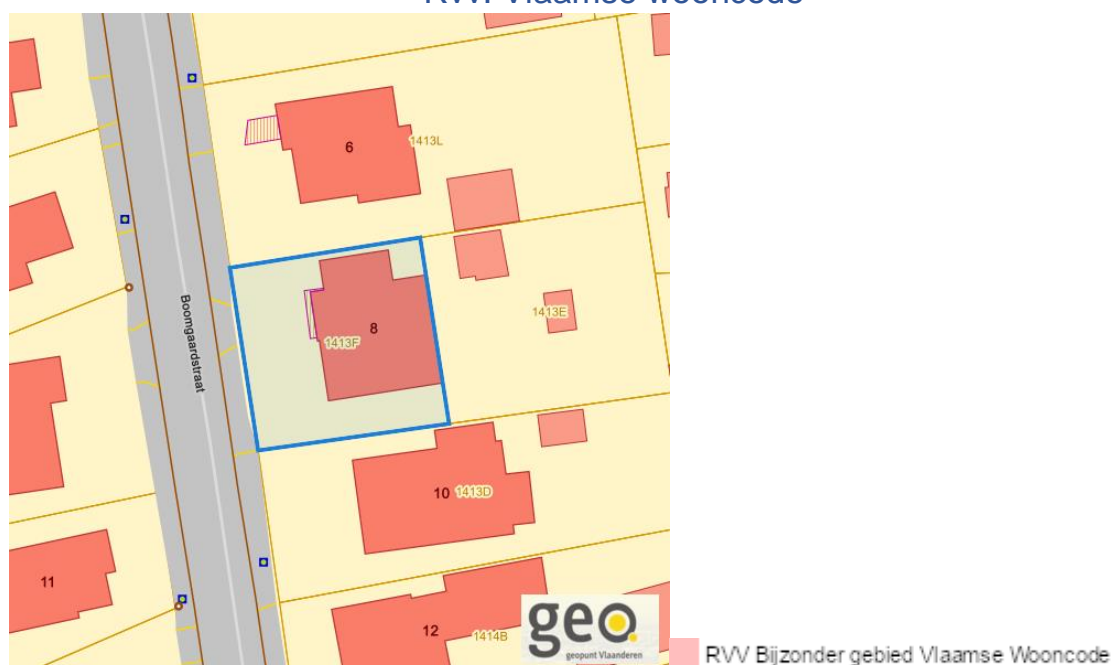 RVV: Vlaamse wooncode
6
1413L
Boomgaardstraat
8
1413F
1413E
10
1413D
11
12
1414B
geo
geopunt Vlaanderen
RVV Bijzonder gebied Vlaamse Wooncode